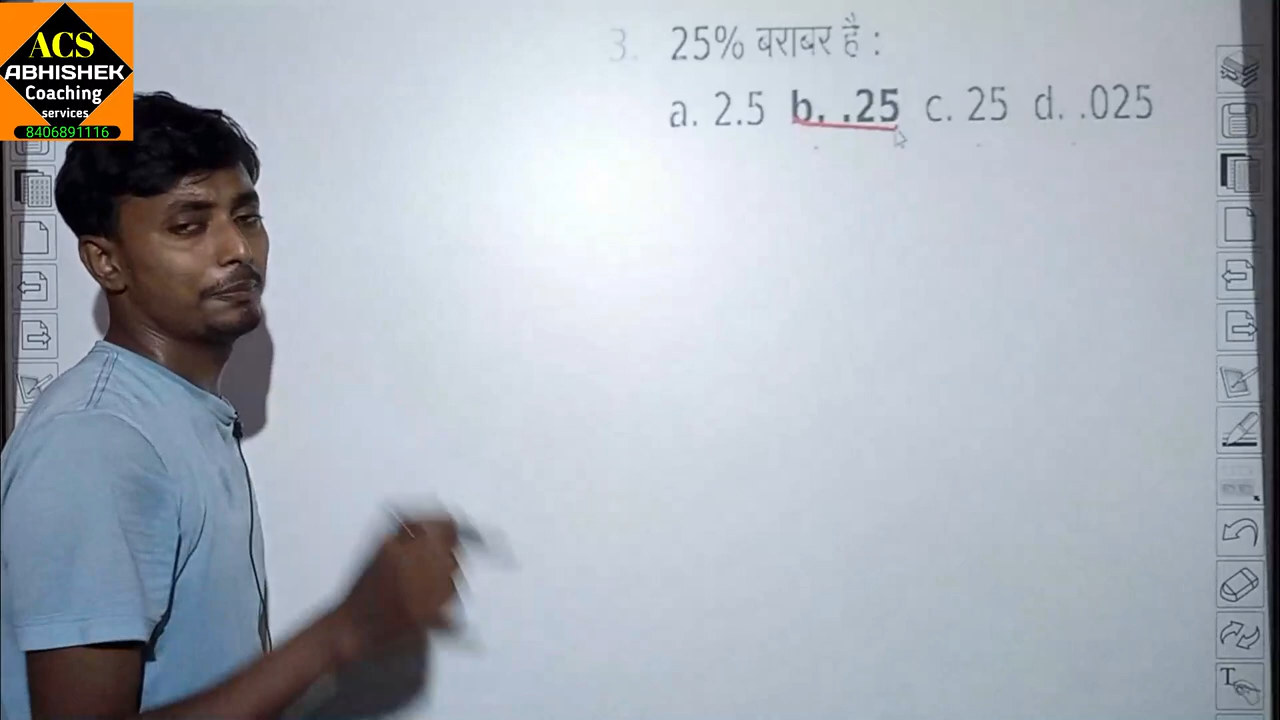 ACS
ABHISHEK
Coaching
services
8406891116
3. 25% बराबर है :
a. 2.5 b. .25 c. 25 d. .025
T